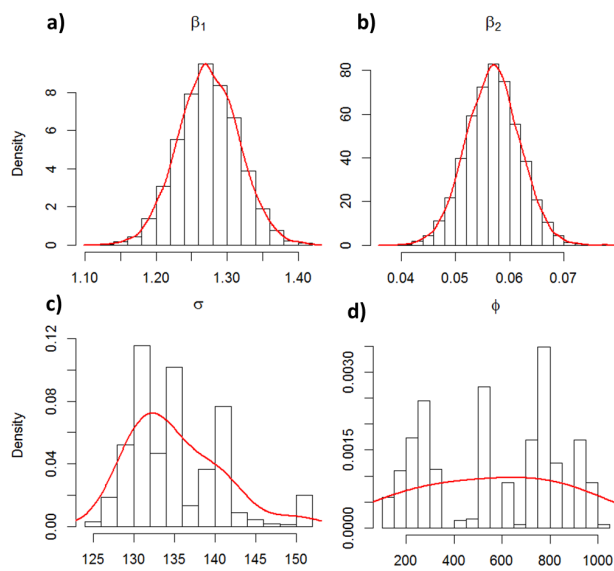 a) β1
b) β2
Density
0 2 4 6 8
0 20 40 60 80
1.10 1.20 1.30 1.40
0.04 0.05 0.06 0.07
c) σ
d) ϕ
Density
0.00 0.04 0.08 0.12
0.0000 0.0015 0.0030
125 130 135 140 145 150
200 400 600 800 1000